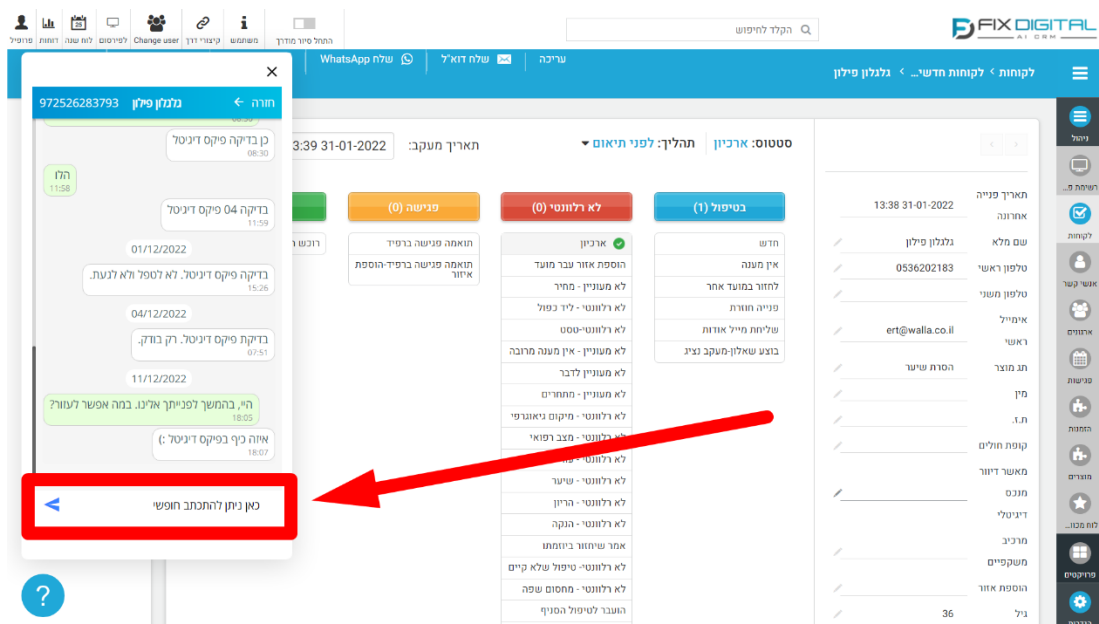 פרופיל
דוחות
לוח שנה
25
לפירסום
Change user
קיצורי דרך
משתמש
התחל סיור מודרך
הקלד לחיפוש
FIX DIGITAL
AI CRM
לקוחות > לקוחות חדשי... > גלגלון פילון
עריכה
שלח דוא"ל
שלח WhatsApp
חזרה
גלגלון פילון 972526283793
כן בדיקה פיקס דיגיטל
08:30
הלו
11:58
בדיקה 04 פיקס דיגיטל
11:59
01/12/2022
בדיקה פיקס דיגיטל. לא לטפל ולא לגעת.
15:26
04/12/2022
בדיקת פיקס דיגיטל. רק בודק.
07:51
11/12/2022
היי, בהמשך לפנייתך אלינו. במה אפשר לעזור?
18:05
איזה כיף בפיקס דיגיטל :)
18:07
כאן ניתן להתכתב חופשי
?
סטטוס: ארכיון
תהליך: לפני תיאום
תאריך מעקב:
3:39 31-01-2022
בטיפול (1)
חדש
אין מענה
לחזור במועד אחר
פנייה חוזרת
שליחת מייל אודות
בוצע שאלון-מעקב נציג
לא רלוונטי (0)
ארכיון
הוספת אזור עבר מועד
לא מעוניין - מחיר
לא רלוונטי - ליד כפול
לא רלוונטי-טסט
לא מעוניין - אין מענה מרובה
לא מעוניין לדבר
לא מעוניין - מתחרים
לא רלוונטי - מיקום גיאוגרפי
לא רלוונטי - מצב רפואי
לא רלוונטי -
לא רלוונטי - שיער
לא רלוונטי - הריון
לא רלוונטי - הנקה
אמר שיחזור ביוזמתו
לא רלוונטי - טיפול שלא קיים
לא רלוונטי - מחסום שפה
הועבר לטיפול הסניף
פגישה (0)
תואמה פגישה ברפיד
תואמה פגישה ברפיד-הוספת
איזור
רוכש
תאריך פנייה
אחרונה
13:38 31-01-2022
שם מלא
גלגלון פילון
טלפון ראשי
0536202183
טלפון משני
אימייל
ראשי
ert@walla.co.il
תג מוצר
הסרת שיער
מין
ת.ז.
קופת חולים
מאשר דיוור
מנכס
דיגיטלי
מרכיב
משקפיים
הוספת אזור
גיל
36
ניהול
רשימת פ...
לקוחות
אנשי קשר
ארגונים
פגישות
הזמנות
מוצרים
לוח מכו...
פרויקטים